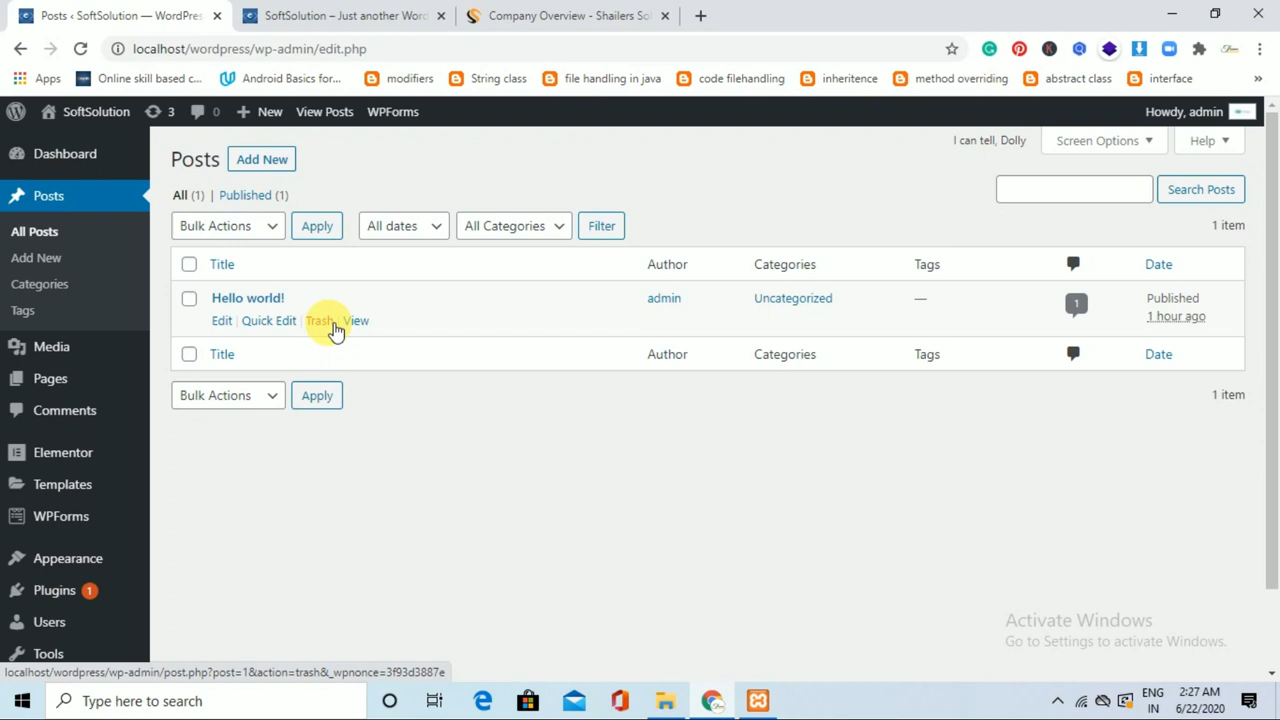 Posts ‹ SoftSolution — WordPres
SoftSolution – Just another Word
Company Overview - Shailers Sol
localhost/wordpress/wp-admin/edit.php
Apps
Online skill based c...
Android Basics for...
modifiers
String class
file handling in java
code filehandling
inheritence
method overriding
abstract class
interface
»
SoftSolution
3
0
New
View Posts
WPForms
Howdy, admin
Dashboard
Posts
All Posts
Add New
Categories
Tags
Media
Pages
Comments
Elementor
Templates
WPForms
Appearance
Plugins 1
Users
Tools
I can tell, Dolly
Screen Options
Help
Posts
Add New
All (1) | Published (1)
Search Posts
Bulk Actions
Apply
All dates
All Categories
Filter
1 item
Title
Author
Categories
Tags
Date
Hello world!
admin
Uncategorized
—
1
Published
1 hour ago
Edit | Quick Edit | Trash | View
Title
Author
Categories
Tags
Date
Bulk Actions
Apply
1 item
Activate Windows
Go to Settings to activate Windows.
localhost/wordpress/wp-admin/post.php?post=1&action=trash&_wpnonce=3f93d3887e
Type here to search
ENG
IN
2:27 AM
6/22/2020